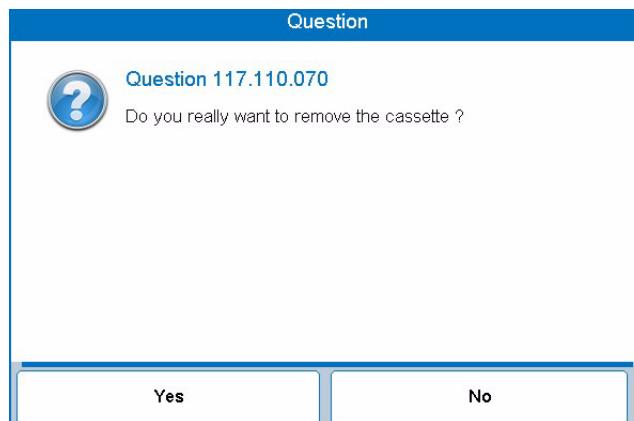 Question
Question 117.110.070
Do you really want to remove the cassette ?
Yes
No